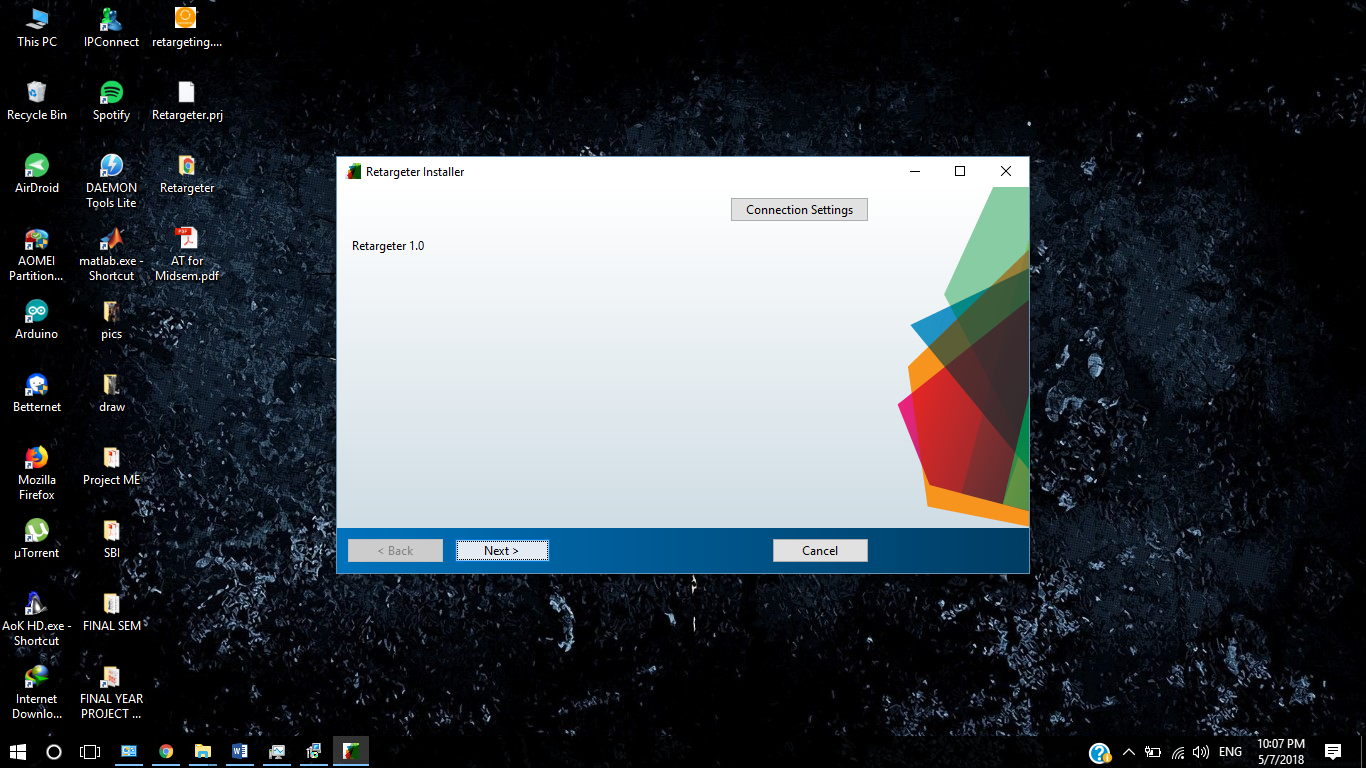 This PC
IPConnect
retargeting....
Recycle Bin
Spotify
Retargeter.prj
AirDroid
DAEMON
Tools Lite
Retargeter
AOMEI
Partition...
matlab.exe -
Shortcut
PDF
AT for
Midsem.pdf
Arduino
pics
Betternet
draw
Mozilla
Firefox
Project ME
µTorrent
SBI
AoK HD.exe -
Shortcut
FINAL SEM
Internet
Downlo...
FINAL YEAR
PROJECT ...
Retargeter Installer
Connection Settings
Retargeter 1.0
< Back
Next >
Cancel
ENG
10:07 PM
5/7/2018